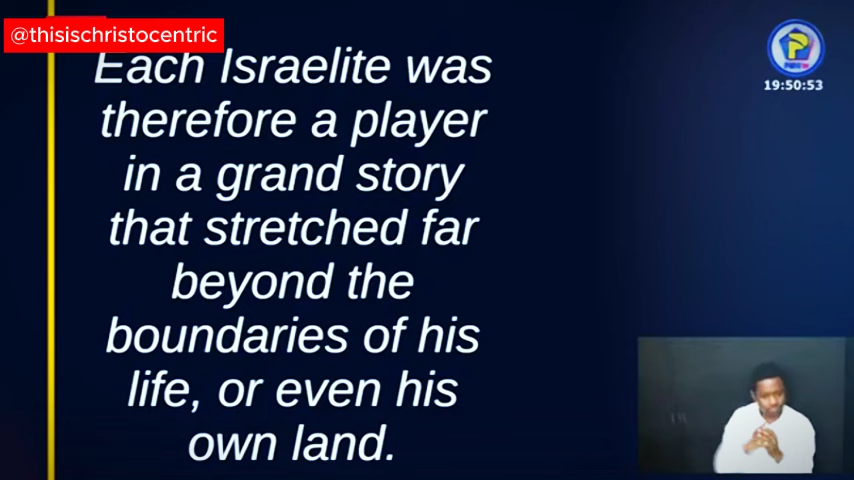 @thisischristocentric
Each Israelite was
therefore a player
in a grand story
that stretched far
beyond the
boundaries of his
life, or even his
own land.
P
19:50:53